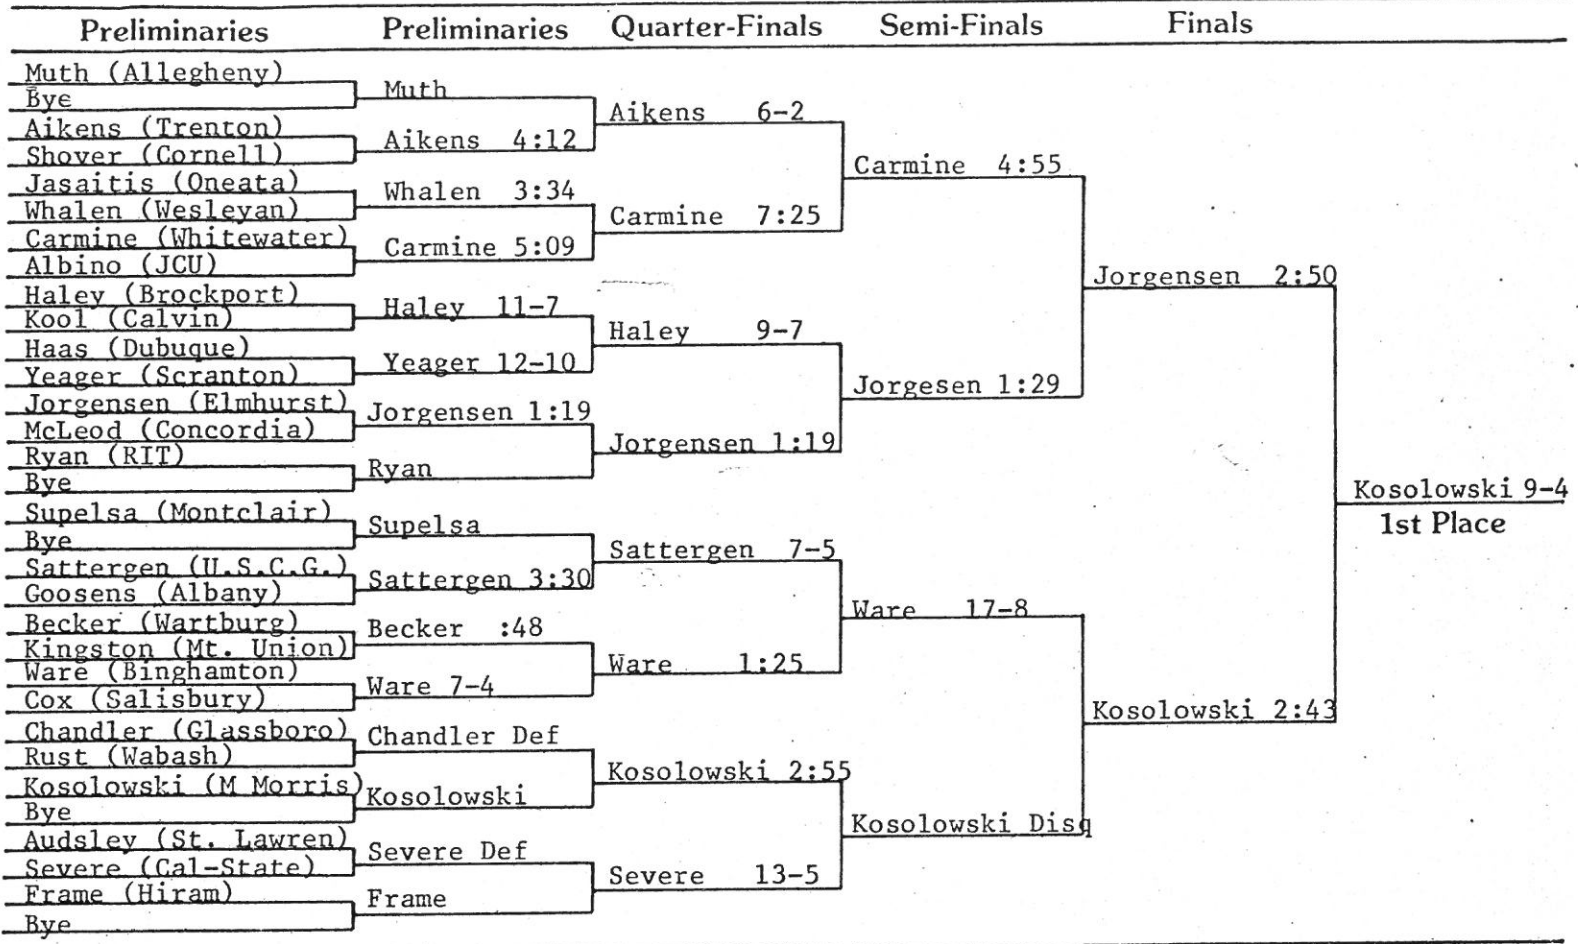 Preliminaries Preliminaries Quarter-Finals Semi-Finals Finals
Muth (Allegheny)
Bye
Aikens (Trenton)
Shover (Cornell)
Jasaitis (Oneata)
Whalen (Wesleyan)
Carmine (Whitewater)
Albino (JCU)
Haley (Brockport)
Kool (Calvin)
Haas (Dubuque)
Yeager (Scranton)
Jorgensen (Elmhurst)
McLeod (Concordia)
Ryan (RIT)
Bye
Supelsa (Montclair)
Bye
Sattergen (U.S.C.G.)
Goosens (Albany)
Becker (Wartburg)
Kingston (Mt. Union)
Ware (Binghamton)
Cox (Salisbury)
Chandler (Glassboro)
Rust (Wabash)
Kosolowski (M Morris)
Bye
Audsley (St. Lawren)
Severe (Cal-State)
Frame (Hiram)
Bye
Muth
Aikens 4:12
Whalen 3:34
Carmine 5:09
Haley 11-7
Yeager 12-10
Jorgensen 1:19
Ryan
Supelsa
Sattergen 3:30
Becker :48
Ware 7-4
Chandler Def
Kosolowski
Severe Def
Frame
Aikens 6-2
Carmine 7:25
Haley 9-7
Jorgensen 1:19
Sattergen 7-5
Ware 1:25
Kosolowski 2:55
Severe 13-5
Carmine 4:55
Jorgesen 1:29
Ware 17-8
Kosolowski Disq
Jorgensen 2:50
Kosolowski 2:43
Kosolowski 9-4
1st Place